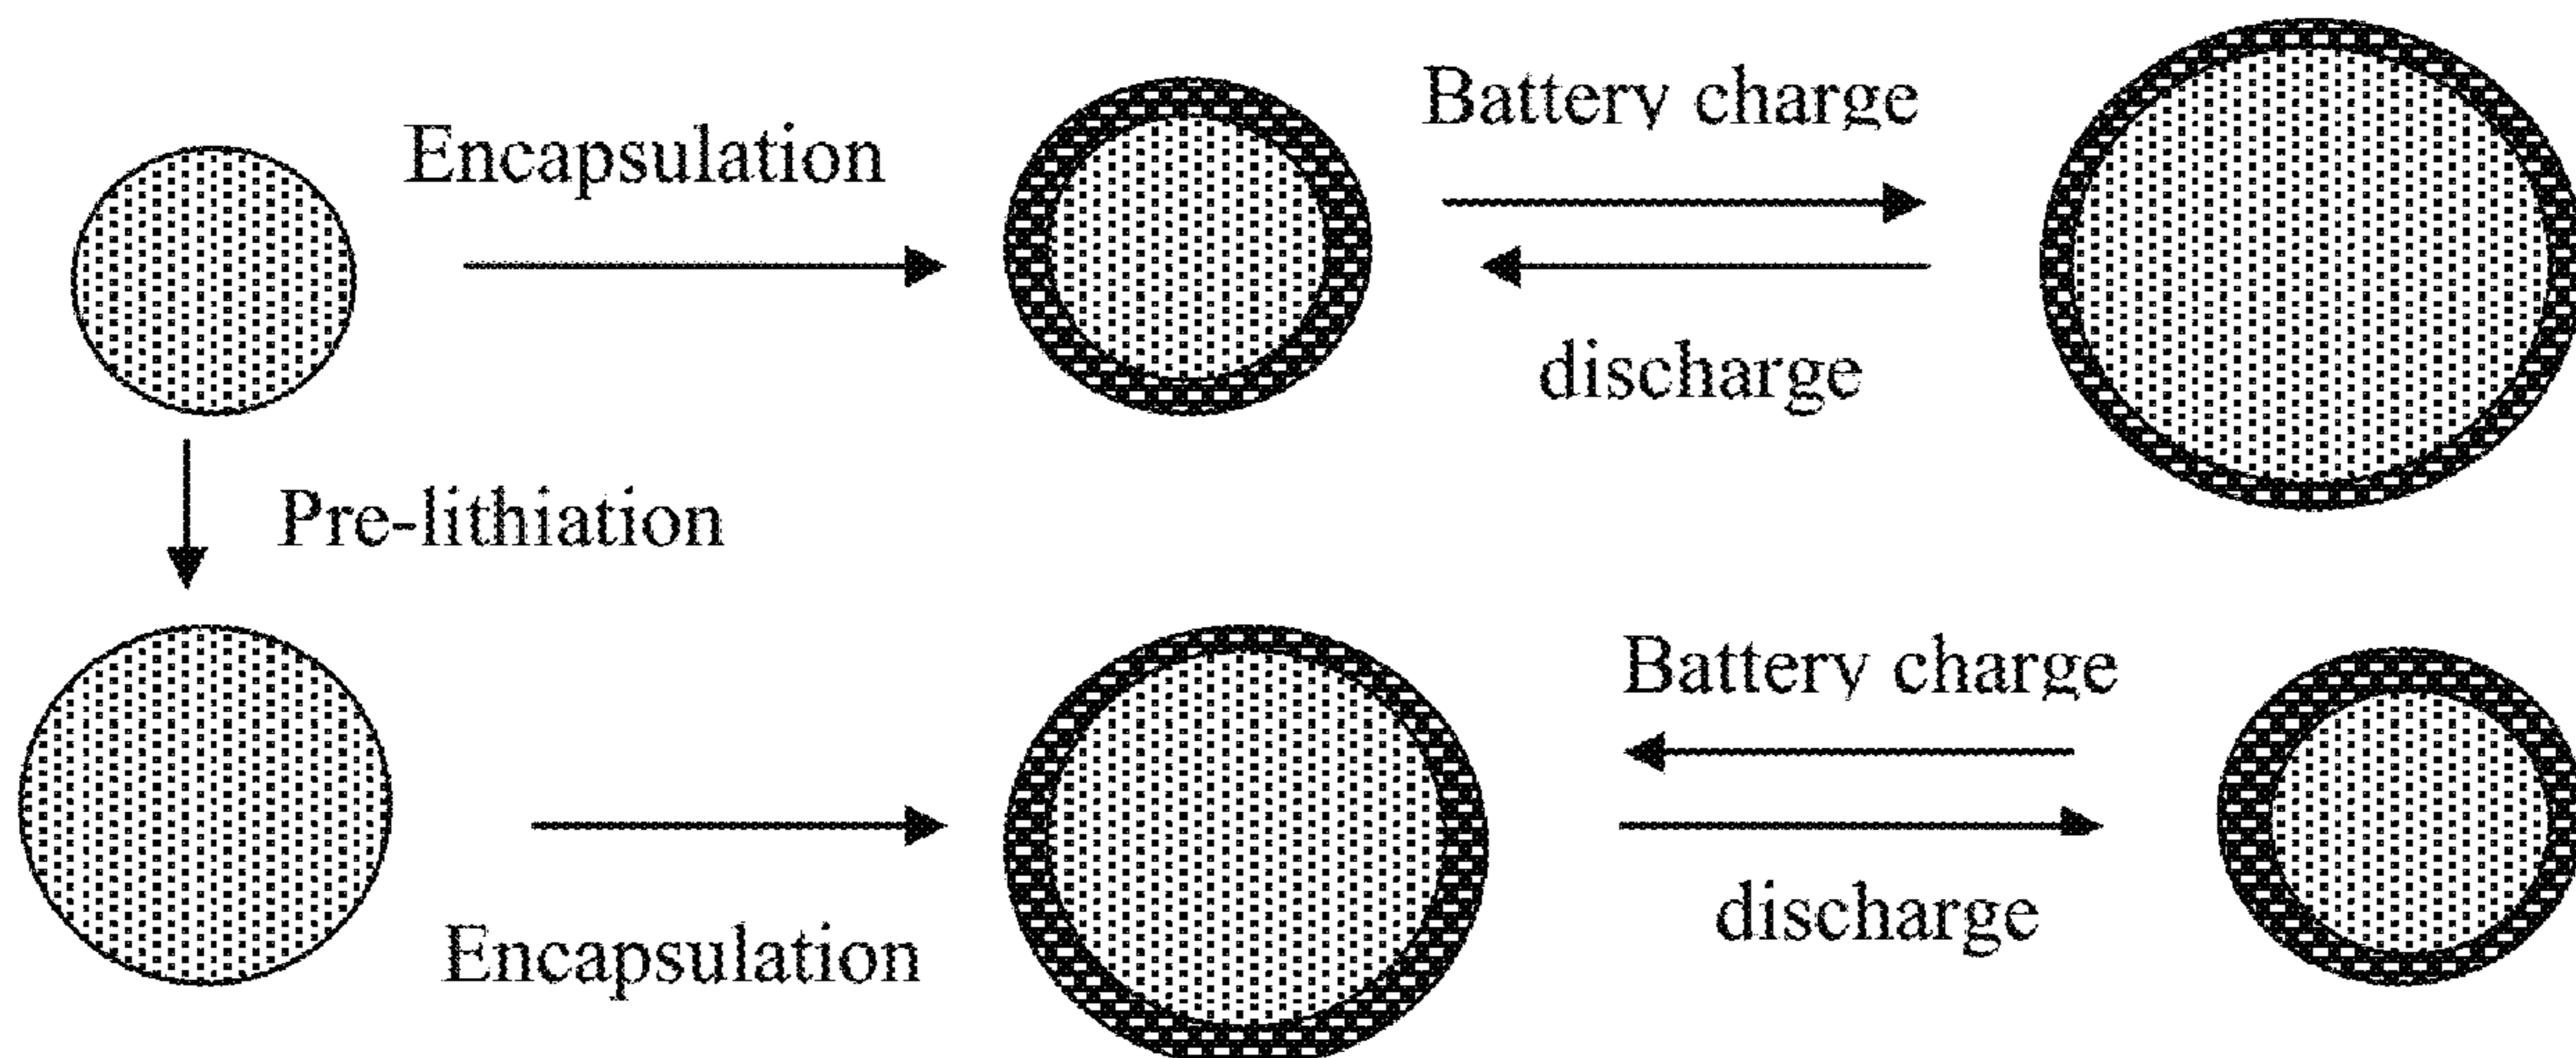 Encapsulation
Battery charge
discharge
Pre-lithiation
Battery charge
discharge
Encapsulation